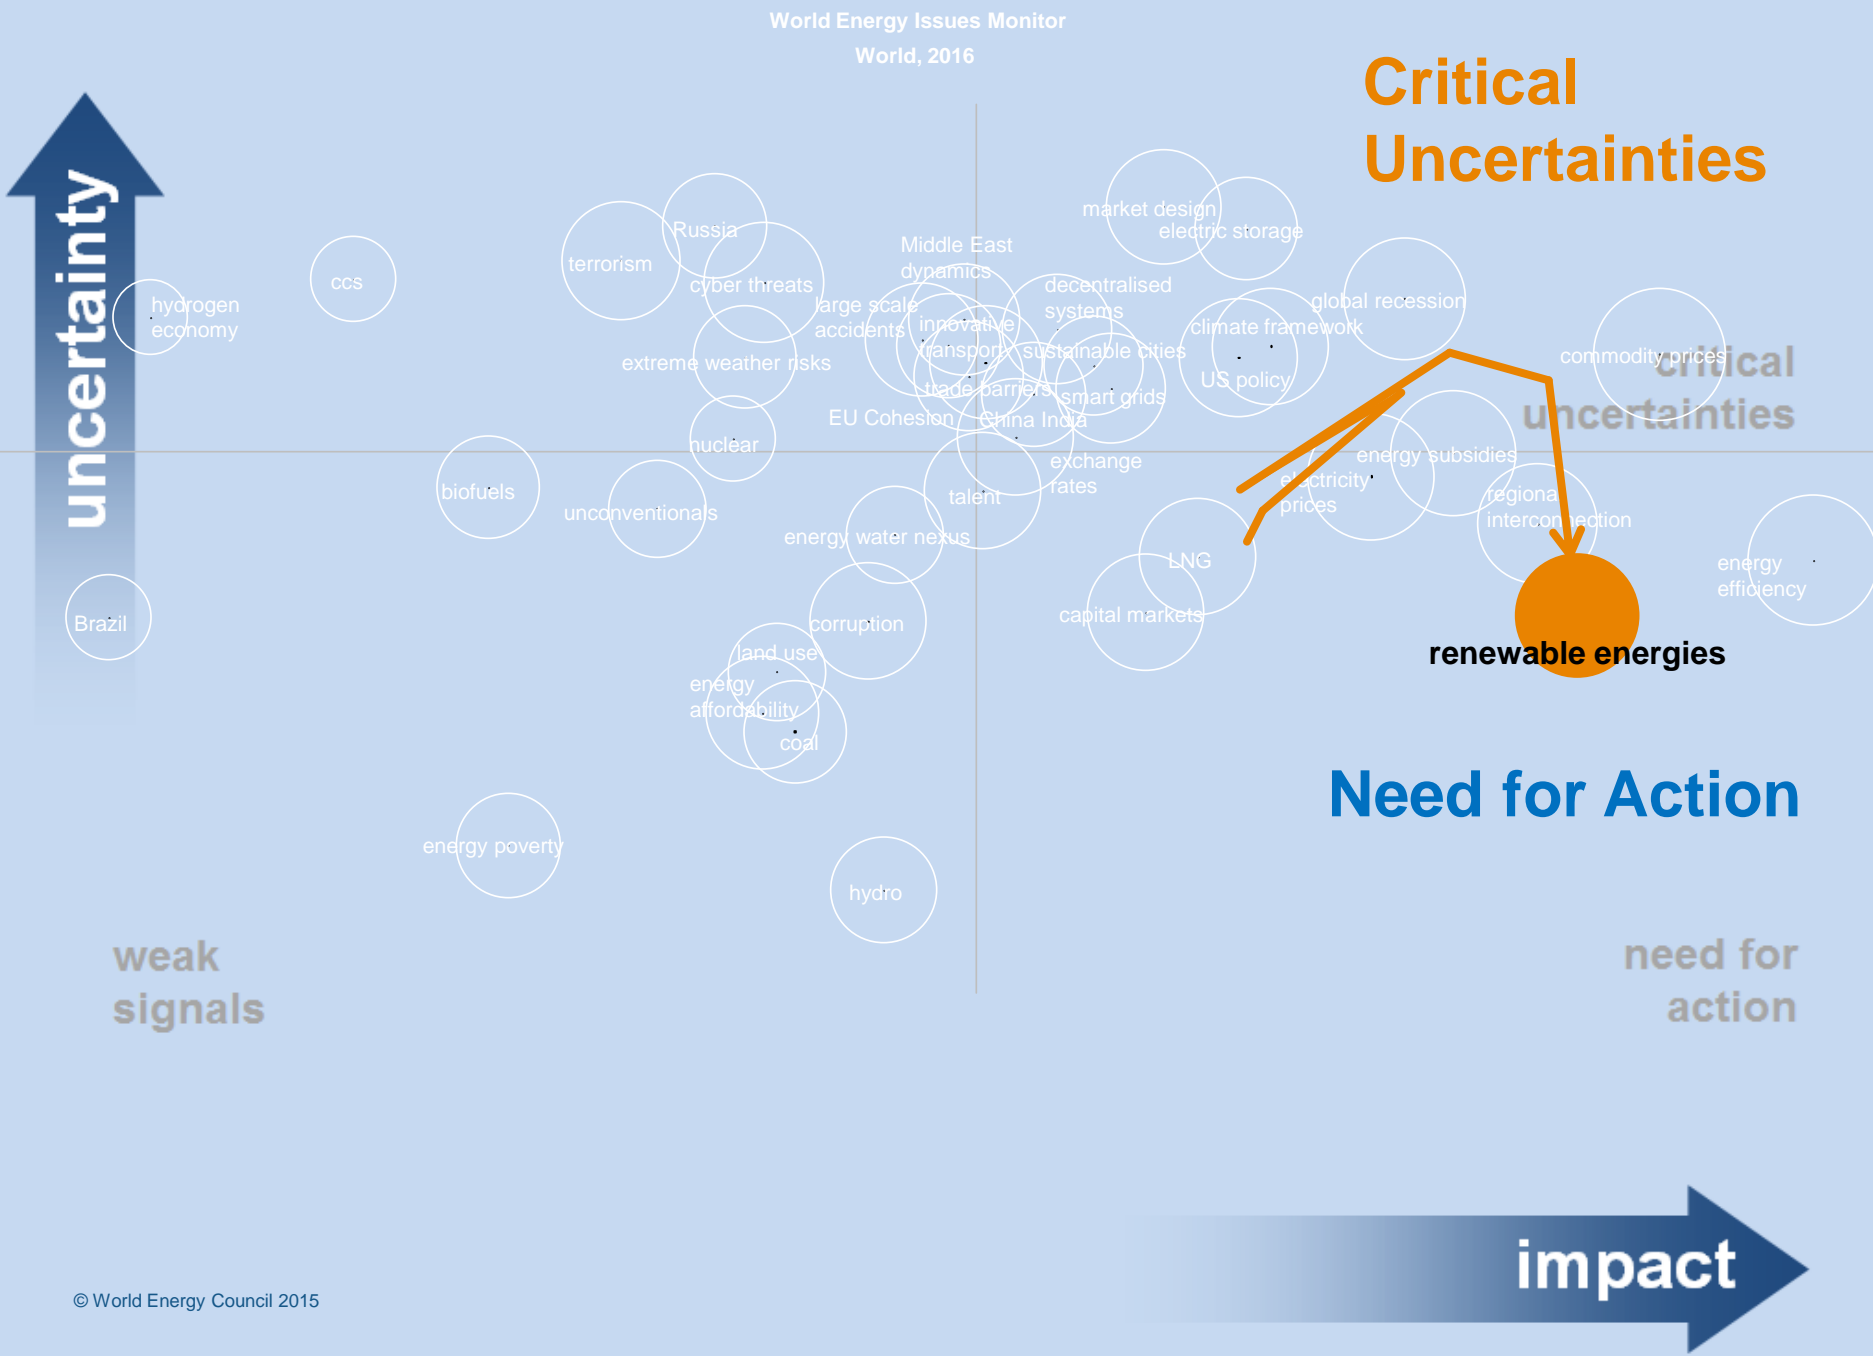 World Energy Issues Monitor
World, 2016
Critical
Uncertainties
uncertainty
market design
electric storage
Russia
terrorism
Middle East
dynamics
ccs
cyber threats
decentralised
systems
hydrogen
economy
large scale
accidents
global recession
innovative
transport
climate framework
sustainable cities
commodity prices
critical
uncertainties
extreme weather risks
US policy
trade barriers
smart grids
EU Cohesion
China India
nuclear
energy subsidies
exchange
rates
electricity
prices
biofuels
talent
regional
interconnection
unconventionals
energy water nexus
LNG
energy
efficiency
capital markets
Brazil
corruption
land use
renewable energies
energy
affordability
coal
Need for Action
energy poverty
hydro
weak
signals
need for
action
impact
© World Energy Council 2015